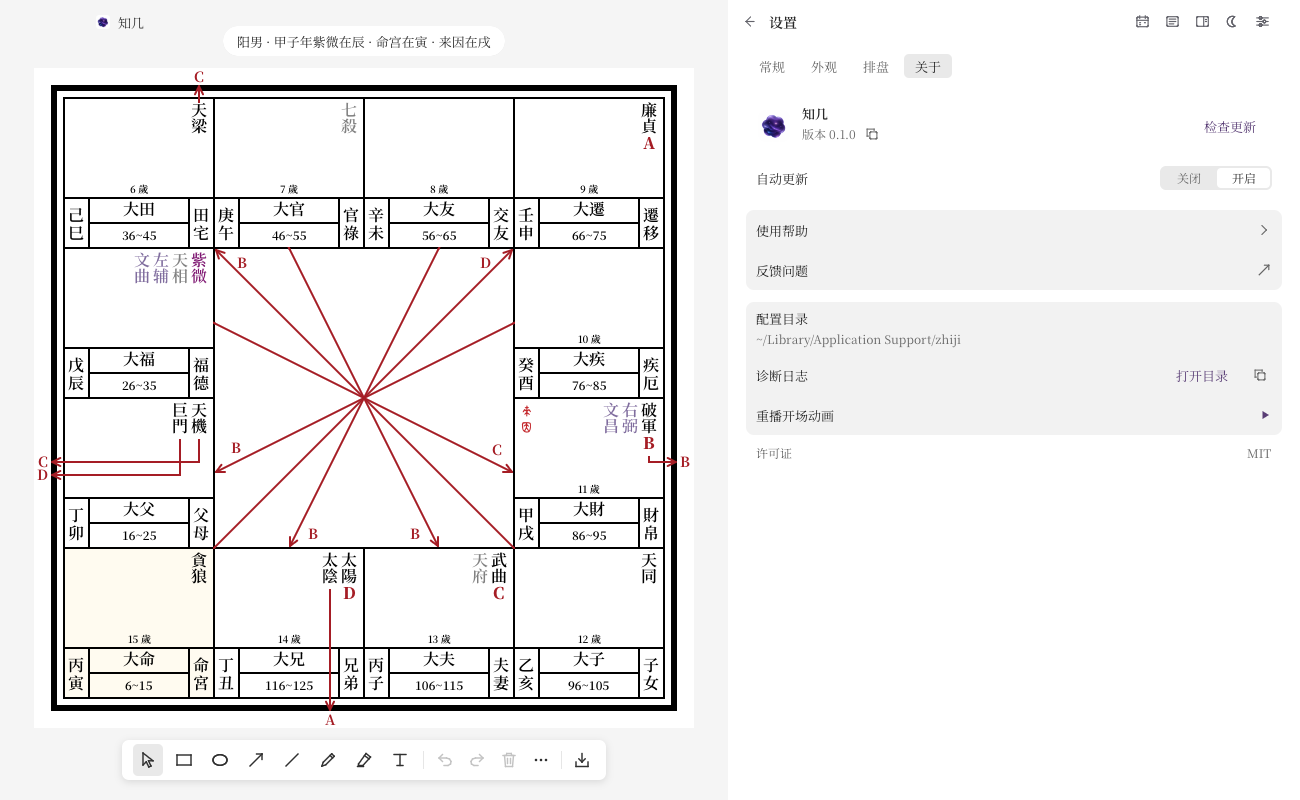 知几
阳男 · 甲子年紫微在辰 · 命宫在寅 · 来因在戌
C
天梁
6 歲
己巳
大田
36~45
田宅
七殺
7 歲
庚午
大官
46~55
官祿
8 歲
辛未
大友
56~65
交友
廉貞
A
9 歲
壬申
大遷
66~75
遷移
文曲
左辅
天相
紫微
戊辰
大福
26~35
福德
B
D
10 歲
癸酉
大疾
76~85
疾厄
巨門
天機
C
D
丁卯
大父
16~25
父母
B
C
B
B
文昌
右弼
破軍
B
B
11 歲
甲戌
大財
86~95
財帛
貪狼
15 歲
丙寅
大命
6~15
命宮
太陰
太陽
D
14 歲
丁丑
大兄
116~125
兄弟
A
天府
武曲
C
13 歲
丙子
大夫
106~115
夫妻
天同
12 歲
乙亥
大子
96~105
子女
设置
常规
外观
排盘
关于
知几
版本 0.1.0
检查更新
自动更新
关闭
开启
使用帮助
反馈问题
配置目录
~/Library/Application Support/zhiji
诊断日志
打开目录
重播开场动画
许可证
MIT